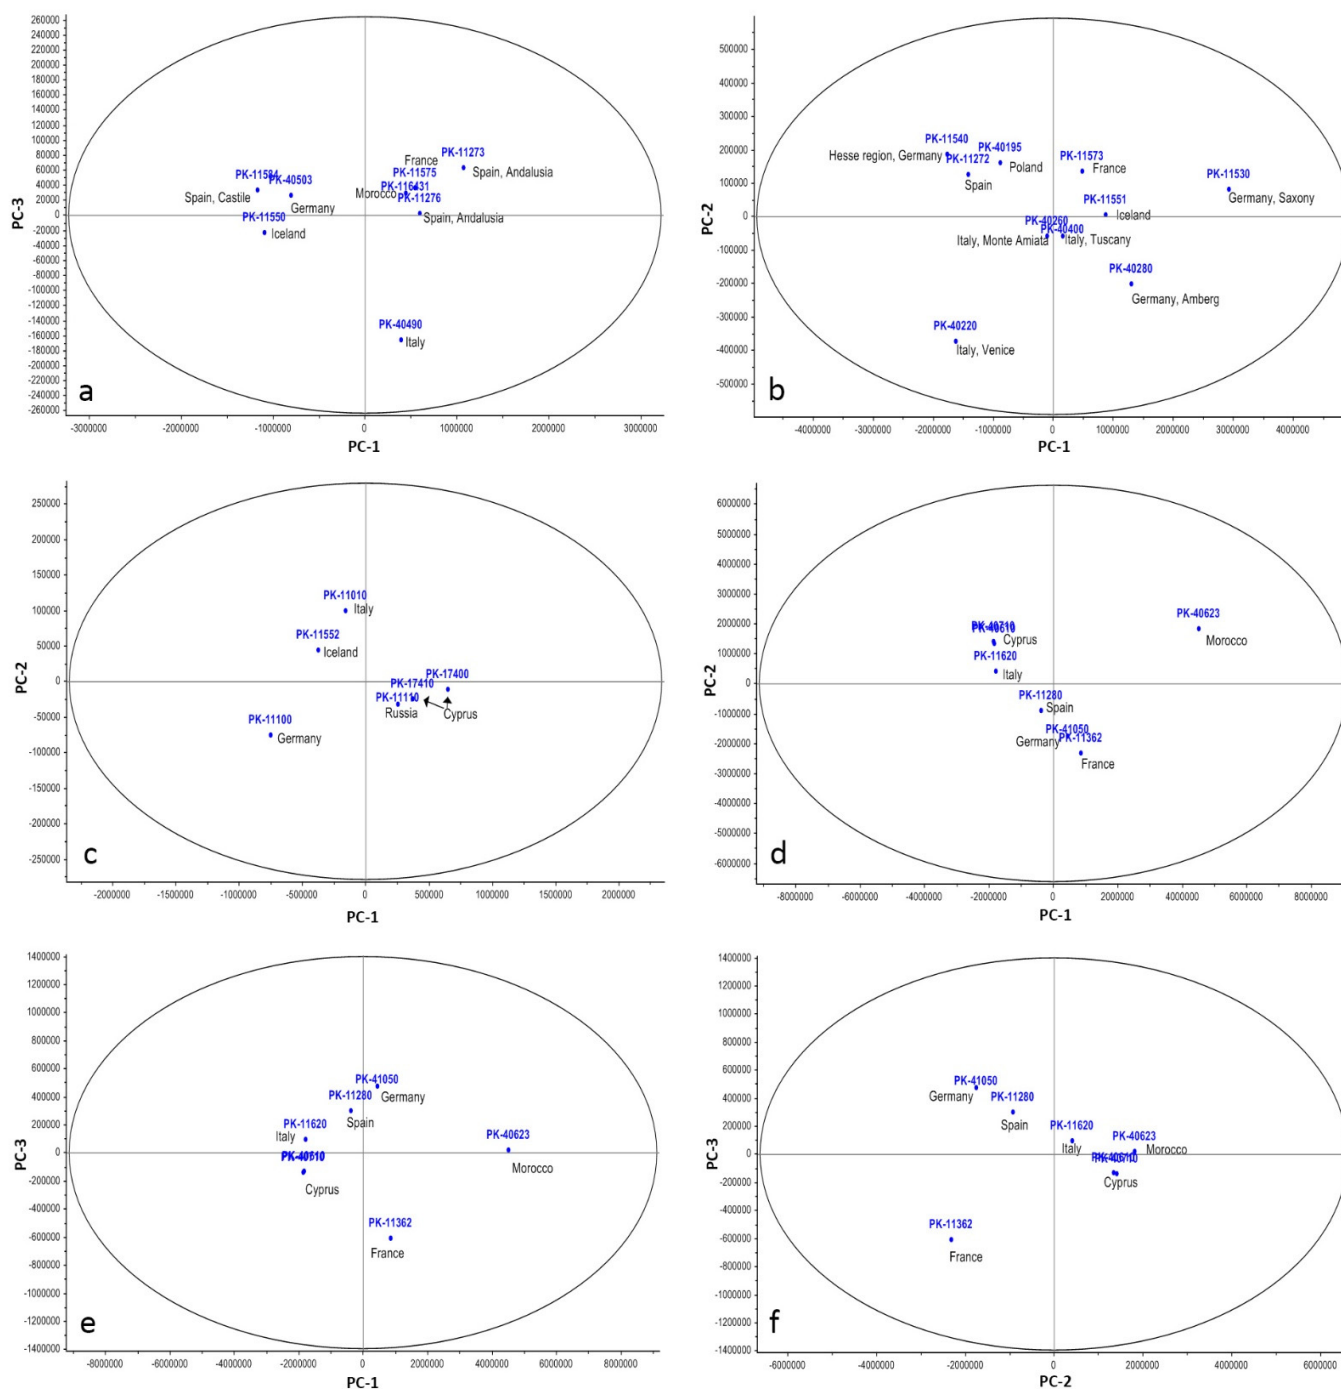 260000
240000
220000
200000
180000
160000
140000
120000
100000
80000
60000
40000
20000
0
-20000
-40000
-60000
-80000
-100000
-120000
-140000
-160000
-180000
-200000
-220000
-240000
-260000
PC-3
PK-11584
PK-40503
Spain, Castile
Germany
PK-11550
Iceland
PK-11273
France
Spain, Andalusia
PK-11575
Morocco
PK-11276
Spain, Andalusia
PK-40490
Italy
a
-3000000 -2000000 -1000000 0 1000000 2000000 3000000
PC-1
500000
400000
300000
200000
100000
0
-100000
-200000
-300000
-400000
-500000
PC-2
PK-11540
PK-40195
PK-11573
Hesse region, Germany
PK-11272
Poland
France
PK-11530
Spain
Germany, Saxony
PK-11551
Iceland
PK-40260
PK-40400
Italy, Monte Amiata
Italy, Tuscany
PK-40280
Germany, Amberg
PK-40220
Italy, Venice
b
-4000000 -3000000 -2000000 -1000000 0 1000000 2000000 3000000 4000000
PC-1
250000
200000
150000
100000
50000
0
-50000
-100000
-150000
-200000
-250000
PC-2
PK-11010
Italy
PK-11552
Iceland
PK-17400
PK-17410
PK-11110
Russia
Cyprus
PK-11100
Germany
c
-2000000 -1500000 -1000000 -500000 0 500000 1000000 1500000 2000000
PC-1
6000000
5000000
4000000
3000000
2000000
1000000
0
-1000000
-2000000
-3000000
-4000000
-5000000
-6000000
PC-2
PK-40623
Morocco
PK-40710
PK-40610
Cyprus
PK-11620
Italy
PK-11280
Spain
PK-41050
PK-11362
Germany
France
d
-8000000 -6000000 -4000000 -2000000 0 2000000 4000000 6000000 8000000
PC-1
1400000
1200000
1000000
800000
600000
400000
200000
0
-200000
-400000
-600000
-800000
-1000000
-1200000
-1400000
PC-3
PK-41050
Germany
PK-11280
Spain
PK-11620
Italy
PK-40623
Morocco
Cyprus
PK-11362
France
e
-8000000 -6000000 -4000000 -2000000 0 2000000 4000000 6000000 8000000
PC-1
1400000
1200000
1000000
800000
600000
400000
200000
0
-200000
-400000
-600000
-800000
-1000000
-1200000
-1400000
PC-3
PK-41050
Germany
PK-11280
Spain
PK-11620
Italy
PK-40623
Morocco
Cyprus
PK-11362
France
f
-6000000 -4000000 -2000000 0 2000000 4000000 6000000
PC-2